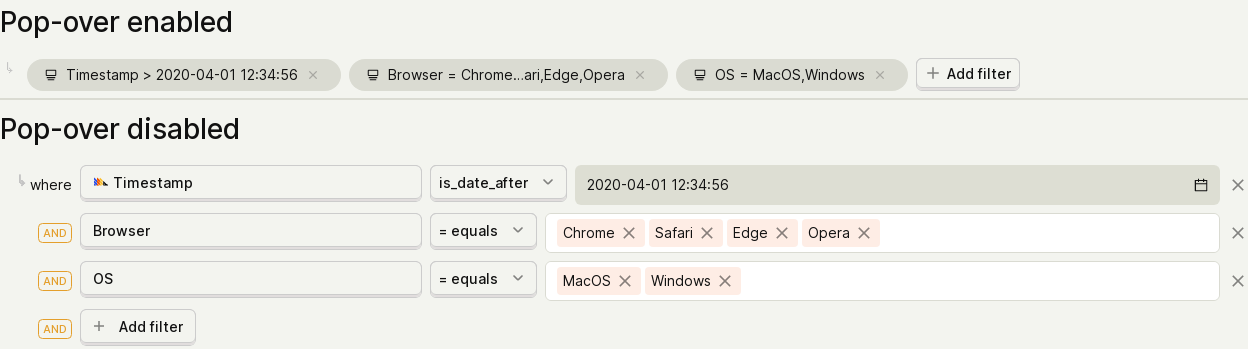 Pop-over enabled
Timestamp > 2020-04-01 12:34:56 Browser = Chrome...ari,Edge,Opera OS = MacOS,Windows Add filter
Pop-over disabled
where Timestamp is_date_after 2020-04-01 12:34:56
AND Browser = equals Chrome Safari Edge Opera
AND OS = equals MacOS Windows
AND + Add filter